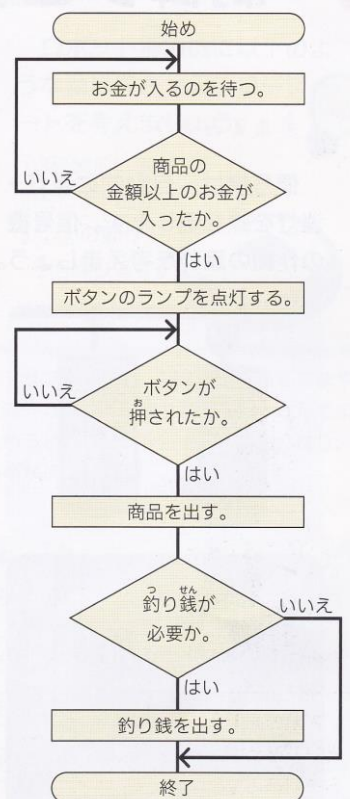 始め
お金が入るのを待つ。
商品の
金額以上のお金が
入ったか。
いいえ
はい
ボタンのランプを点灯する。
いいえ
ボタンが
押されたか。
お
はい
商品を出す。
つ せん
釣り銭が
必要か。
いいえ
はい
釣り銭を出す。
終了